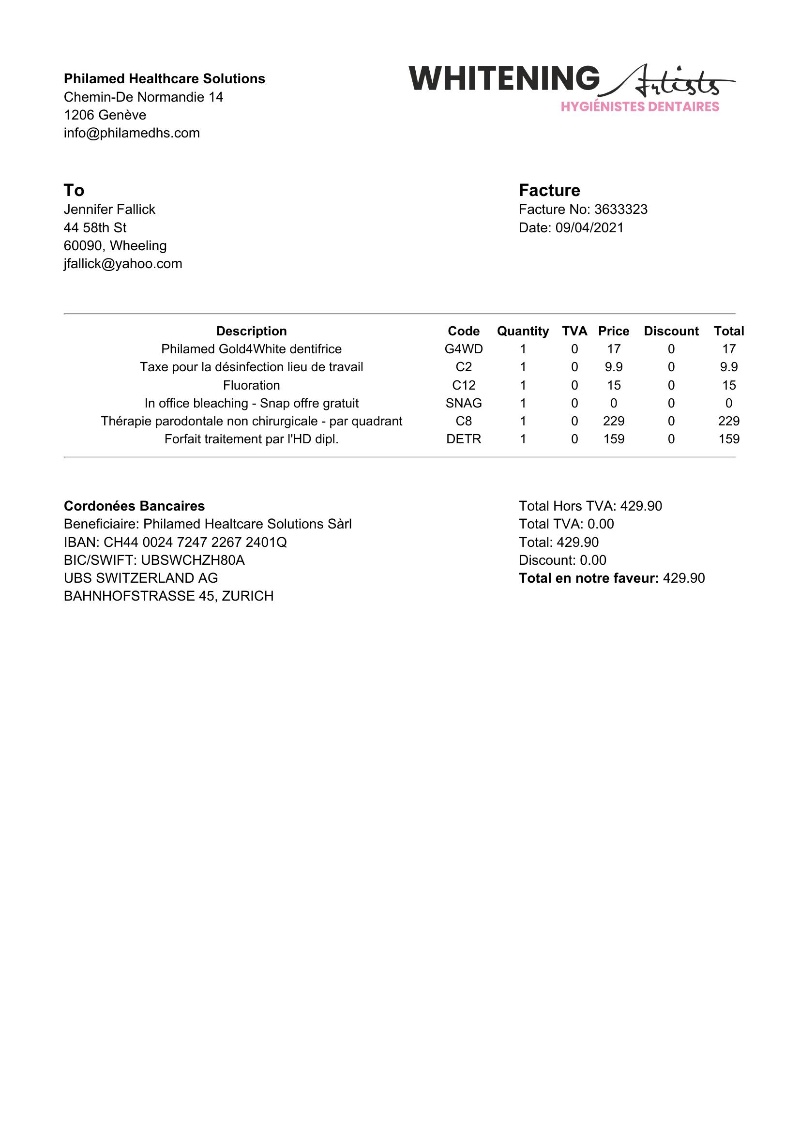 Philamed Healthcare Solutions
Chemin-De Normandie 14
1206 Genève
info@philamedhs.com
WHITENING Artists
HYGIÉNISTES DENTAIRES
To
Jennifer Fallick
44 58th St
60090, Wheeling
jfallick@yahoo.com
Facture
Facture No: 3633323
Date: 09/04/2021
Description Code Quantity TVA Price Discount Total
Philamed Gold4White dentifrice G4WD 1 0 17 0 17
Taxe pour la désinfection lieu de travail C2 1 0 9.9 0 9.9
Fluoration C12 1 0 15 0 15
In office bleaching - Snap offre gratuit SNAG 1 0 0 0 0
Thérapie parodontale non chirurgicale - par quadrant C8 1 0 229 0 229
Forfait traitement par l'HD dipl. DETR 1 0 159 0 159
Cordonées Bancaires
Beneficiaire: Philamed Healtcare Solutions Sàrl
IBAN: CH44 0024 7247 2267 2401Q
BIC/SWIFT: UBSWCHZH80A
UBS SWITZERLAND AG
BAHNHOFSTRASSE 45, ZURICH
Total Hors TVA: 429.90
Total TVA: 0.00
Total: 429.90
Discount: 0.00
Total en notre faveur: 429.90